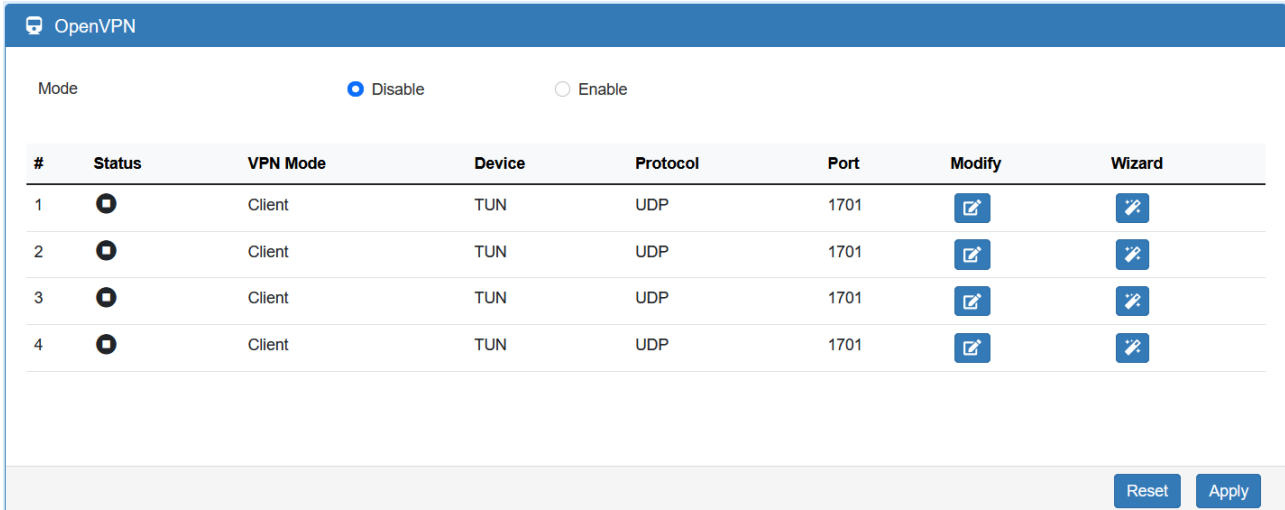 OpenVPN
Mode Disable Enable
# Status VPN Mode Device Protocol Port Modify Wizard
1 Client TUN UDP 1701
2 Client TUN UDP 1701
3 Client TUN UDP 1701
4 Client TUN UDP 1701
Reset Apply